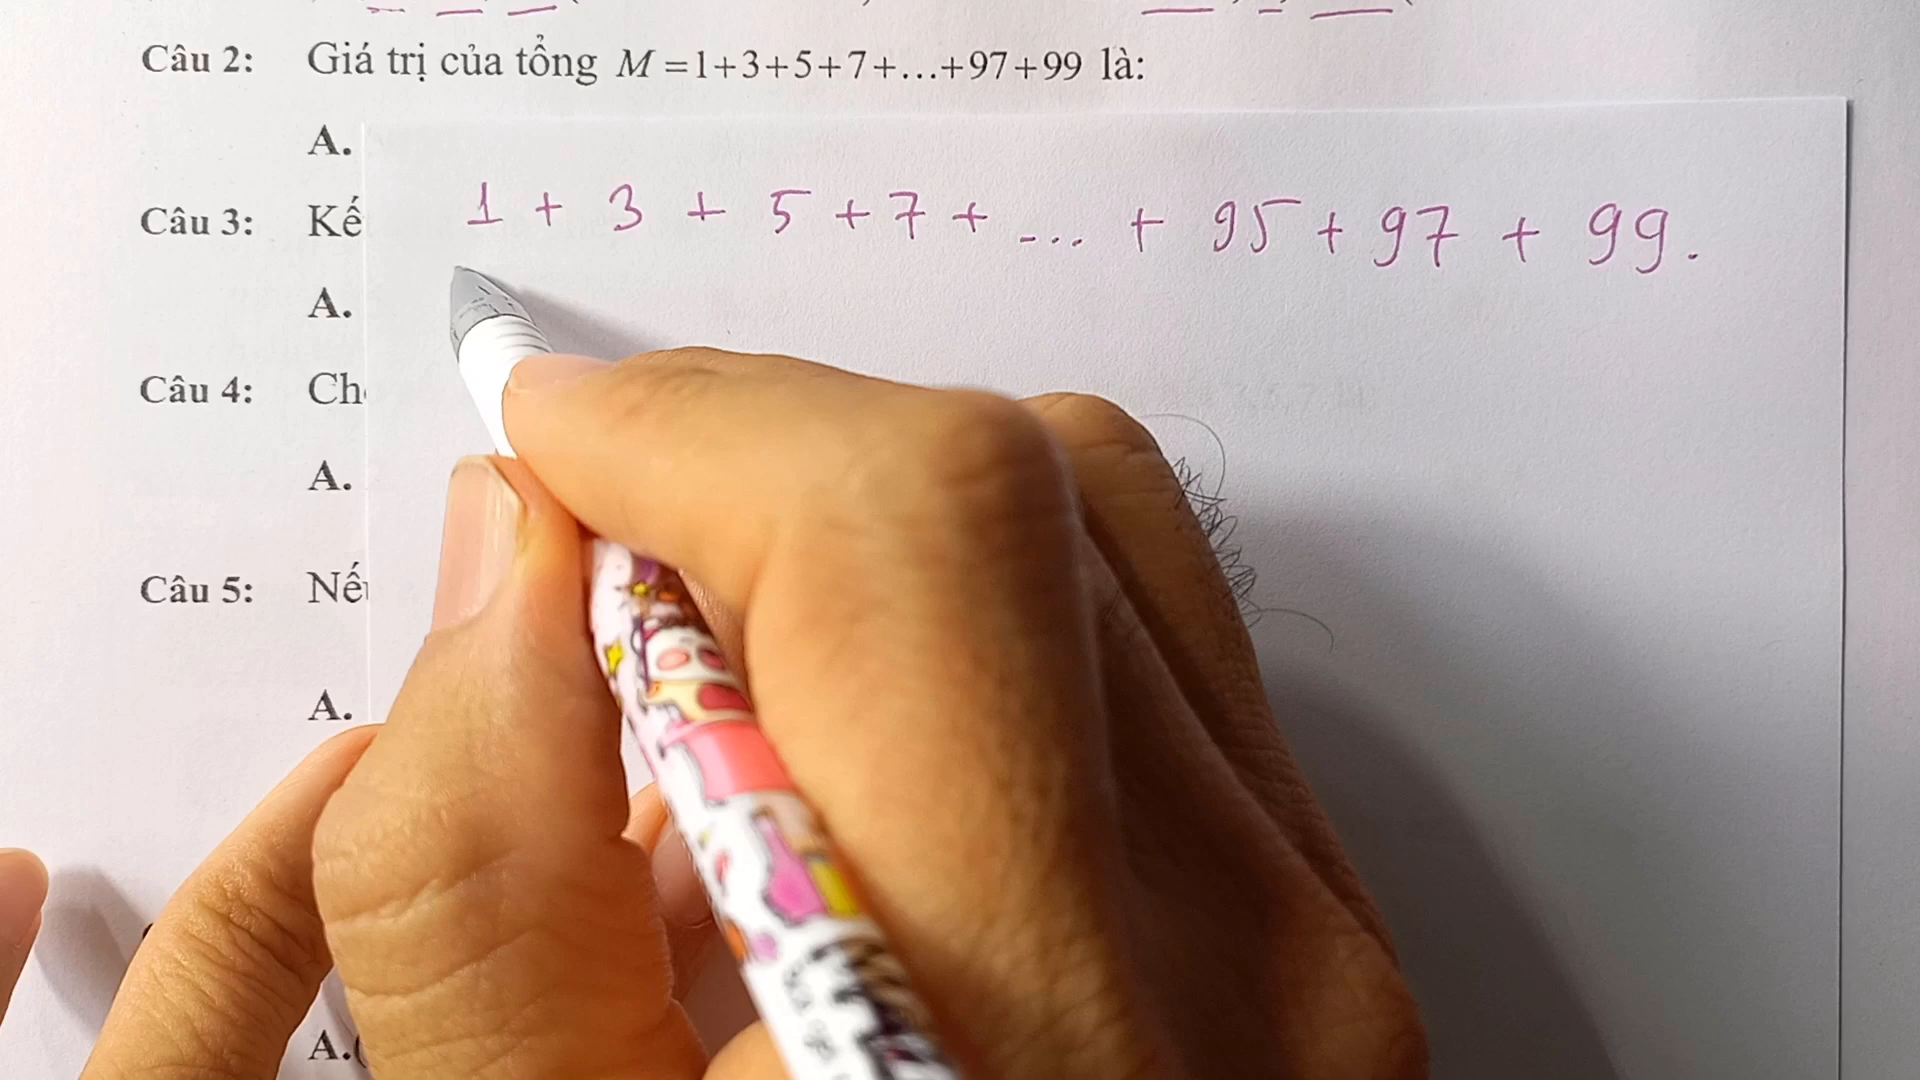 Câu 2: Giá trị của tổng M = 1+3+5+7+...+97+99 là:
A.
1 + 3 + 5 + 7 + ... + 95 + 97 + 99.
Câu 3: Kế
A.
Câu 4: Ch
A.
Câu 5: Nế
A.
A.